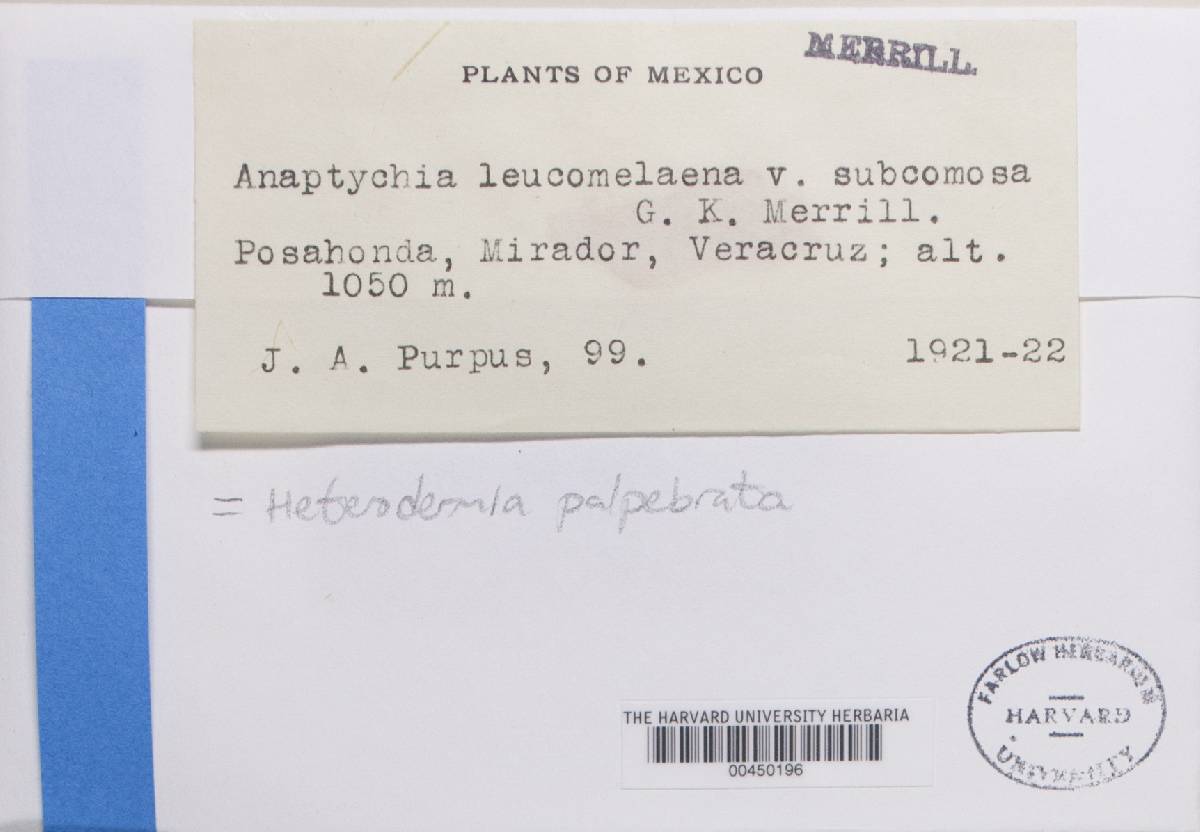 MERRILL
PLANTS OF MEXICO
Anaptychia leucomelaena v. subcomosa
G. K. Merrill.
Posahonda, Mirador, Veracruz; alt.
1050 m.
J. A. Purpus, 99. 1921-22
= Heterodermia palpebrata
THE HARVARD UNIVERSITY HERBARIA
00450196
FARLOW HERBARIUM
HARVARD
UNIVERSITY